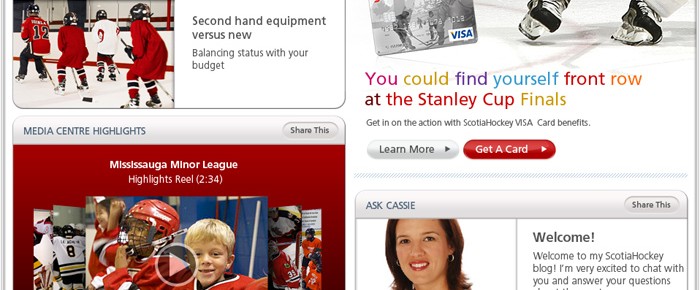 Second hand equipment
versus new
Balancing status with your
budget
12
MEDIA CENTRE HIGHLIGHTS
Share This
Mississauga Minor League
Highlights Reel (2:34)
8
VISA
You could find yourself front row
at the Stanley Cup Finals
Get in on the action with ScotiaHockey VISA Card benefits.
Learn More
Get A Card
ASK CASSIE
Share This
Welcome!
Welcome to my ScotiaHockey
blog! I'm very excited to chat with
you and answer your questions